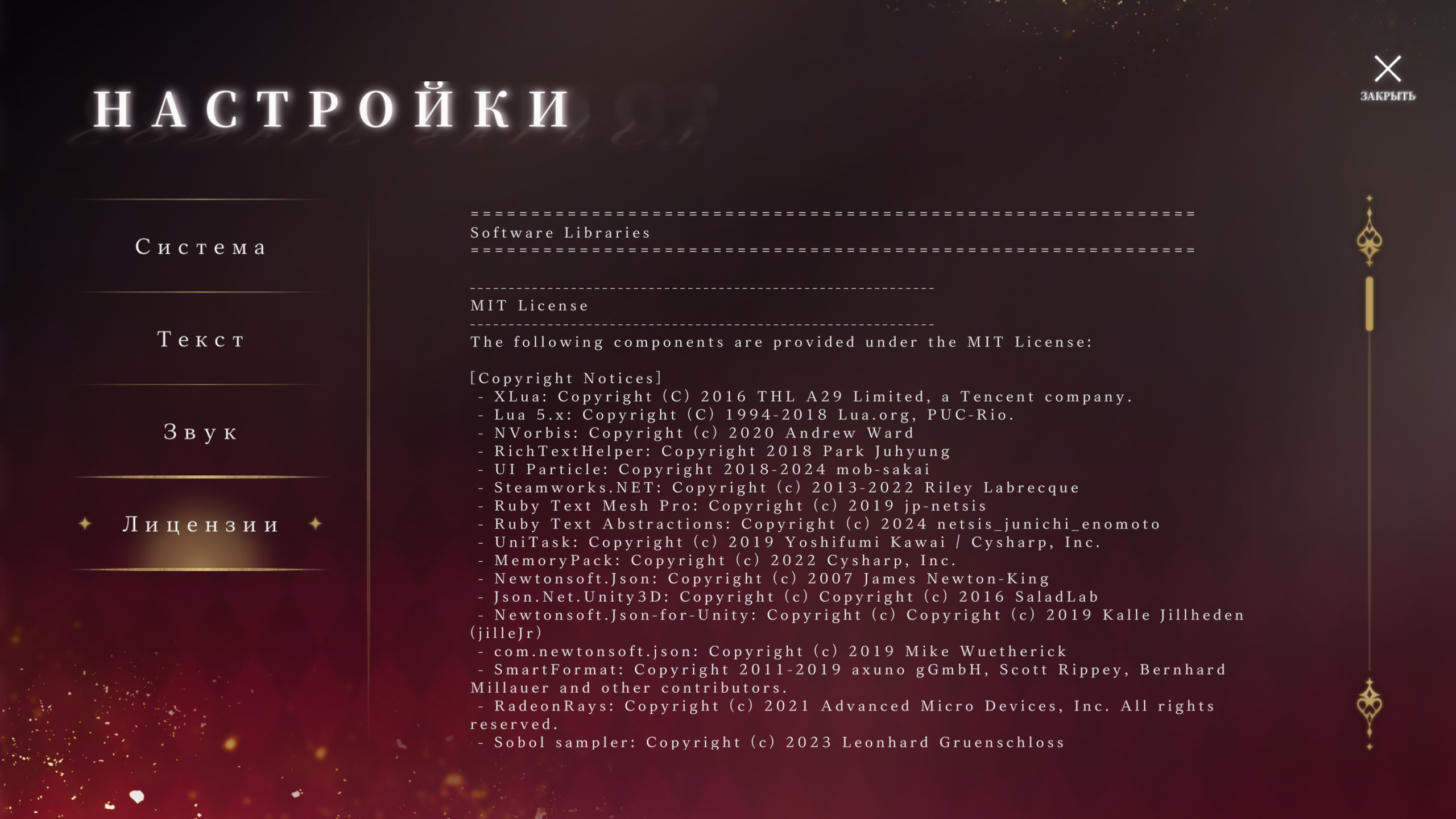 НАСТРОЙКИ
ЗАКРЫТЬ
Система
Текст
Звук
Лицензии
============================================================
Software Libraries
============================================================
------------------------------------------------------------
MIT License
------------------------------------------------------------
The following components are provided under the MIT License:
[Copyright Notices]
- XLua: Copyright (C) 2016 THL A29 Limited, a Tencent company.
- Lua 5.x: Copyright (C) 1994-2018 Lua.org, PUC-Rio.
- NVorbis: Copyright (c) 2020 Andrew Ward
- RichTextHelper: Copyright 2018 Park Juhyung
- UI Particle: Copyright 2018-2024 mob-sakai
- Steamworks.NET: Copyright (c) 2013-2022 Riley Labrecque
- Ruby Text Mesh Pro: Copyright (c) 2019 jp-netsis
- Ruby Text Abstractions: Copyright (c) 2024 netsis_junichi_enomoto
- UniTask: Copyright (c) 2019 Yoshifumi Kawai / Cysharp, Inc.
- MemoryPack: Copyright (c) 2022 Cysharp, Inc.
- Newtonsoft.Json: Copyright (c) 2007 James Newton-King
- Json.Net.Unity3D: Copyright (c) Copyright (c) 2016 SaladLab
- Newtonsoft.Json-for-Unity: Copyright (c) Copyright (c) 2019 Kalle Jillheden
(jilleJr)
- com.newtonsoft.json: Copyright (c) 2019 Mike Wuetherick
- SmartFormat: Copyright 2011-2019 axuno gGmbH, Scott Rippey, Bernhard
Millauer and other contributors.
- RadeonRays: Copyright (c) 2021 Advanced Micro Devices, Inc. All rights
reserved.
- Sobol sampler: Copyright (c) 2023 Leonhard Gruenschloss